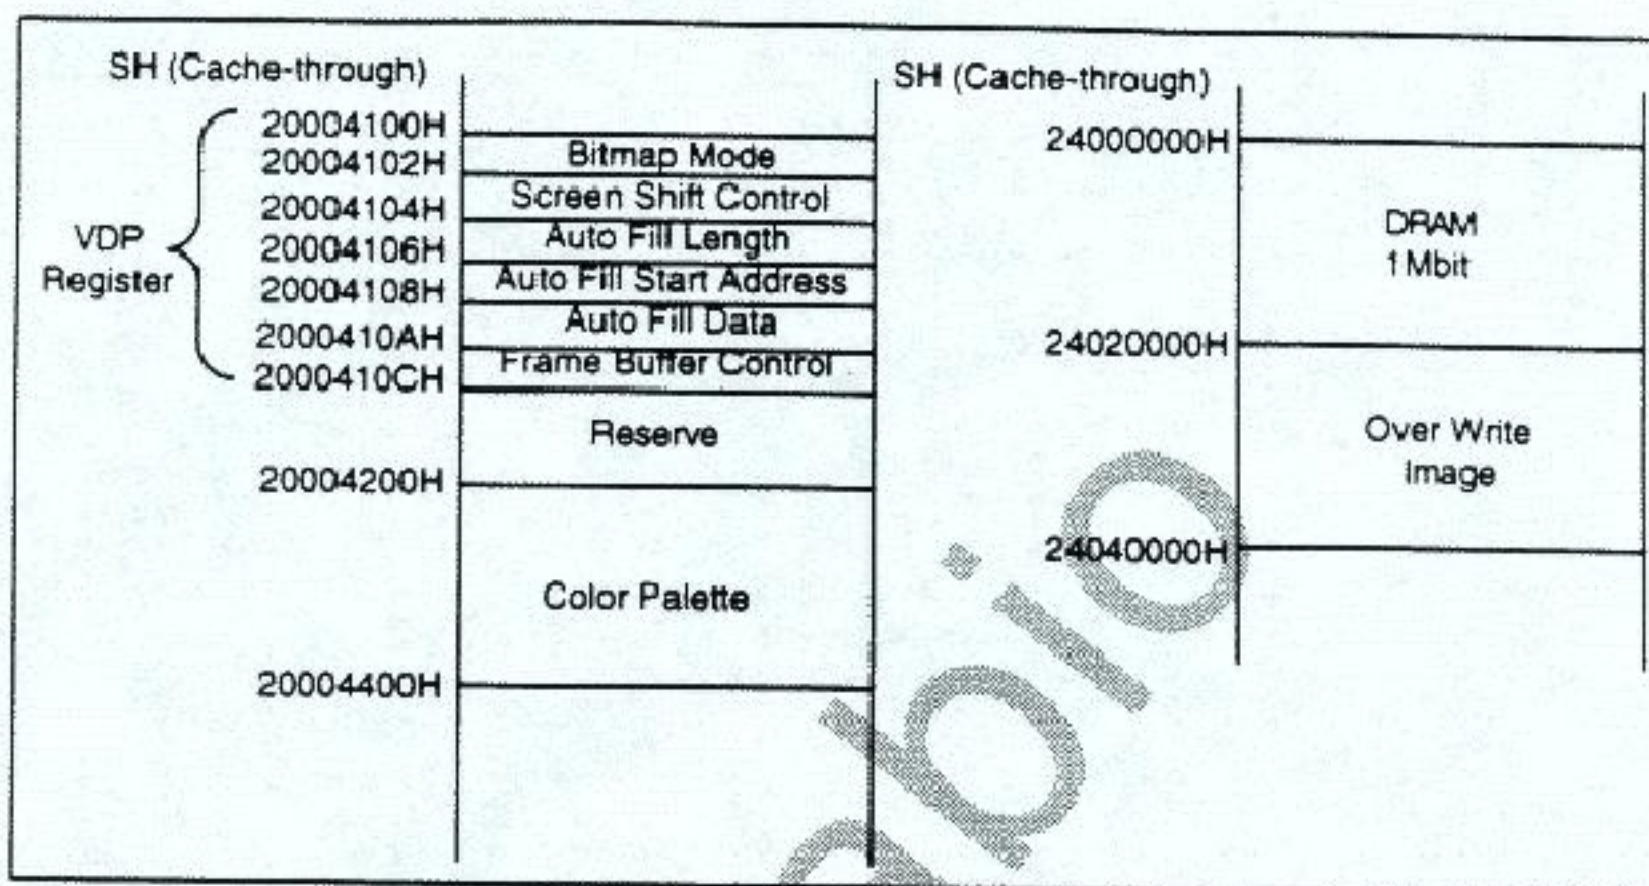 SH (Cache-through)
20004100H
Bitmap Mode
20004102H
Screen Shift Control
20004104H
Auto Fill Length
20004106H
Auto Fill Start Address
20004108H
Auto Fill Data
2000410AH
Frame Buffer Control
2000410CH
VDP
Register
Reserve
20004200H
Color Palette
20004400H
SH (Cache-through)
24000000H
DRAM
1 Mbit
24020000H
Over Write
Image
24040000H